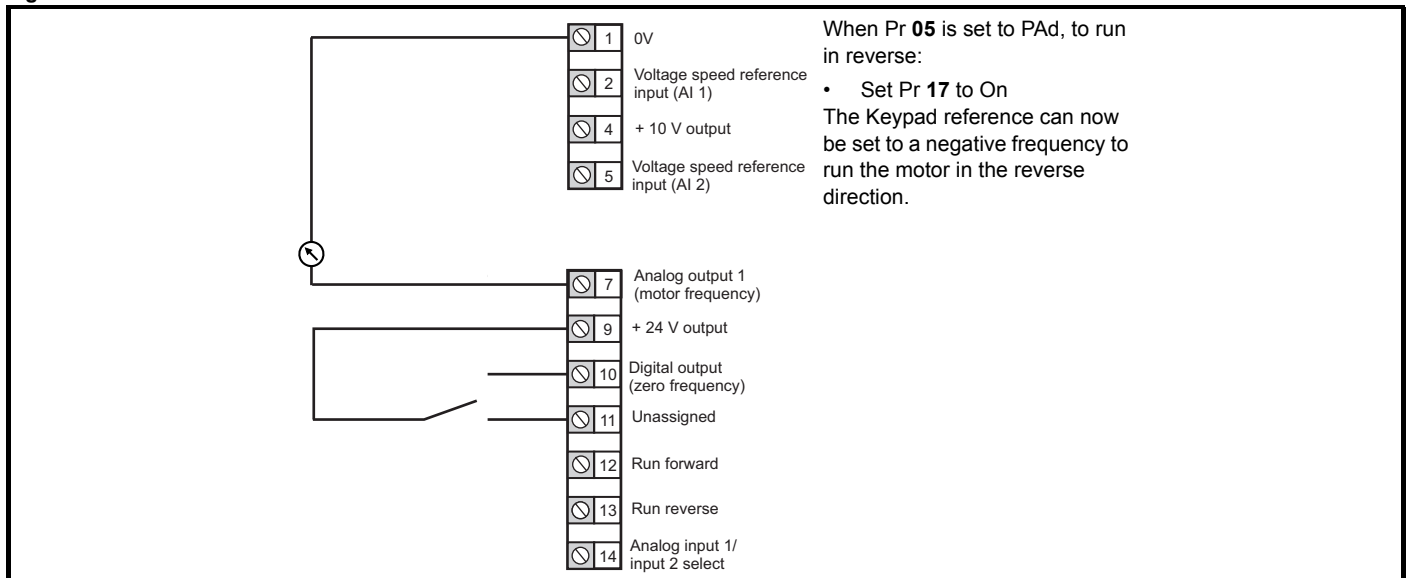 1 0V
2 Voltage speed reference
input (AI 1)
4 + 10 V output
5 Voltage speed reference
input (AI 2)
When Pr 05 is set to PAd, to run
in reverse:
• Set Pr 17 to On
The Keypad reference can now
be set to a negative frequency to
run the motor in the reverse
direction.
7 Analog output 1
(motor frequency)
9 + 24 V output
10 Digital output
(zero frequency)
11 Unassigned
12 Run forward
13 Run reverse
14 Analog input 1/
input 2 select